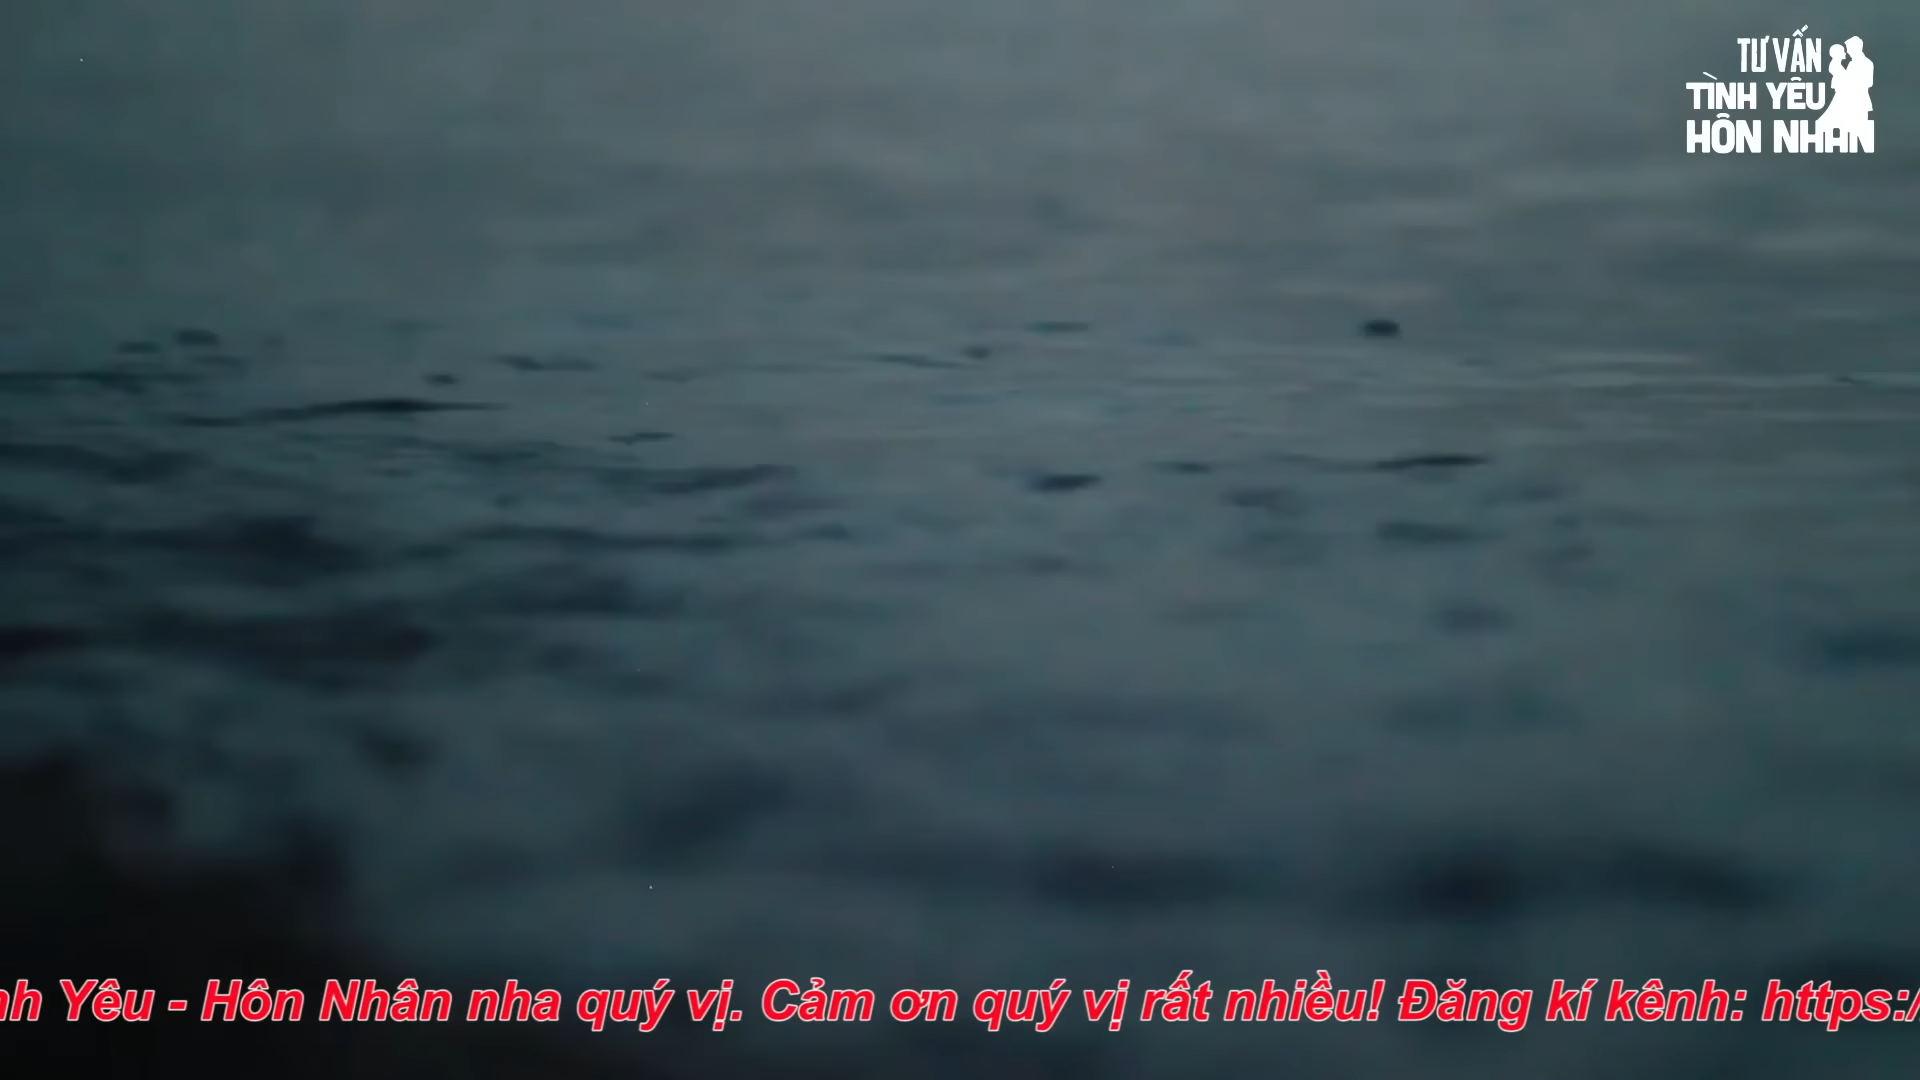 TƯ VẤN
TÌNH YÊU
HÔN NHÂN
Yêu - Hôn Nhân nha quý vị. Cảm ơn quý vị rất nhiều! Đăng kí kênh: https:/